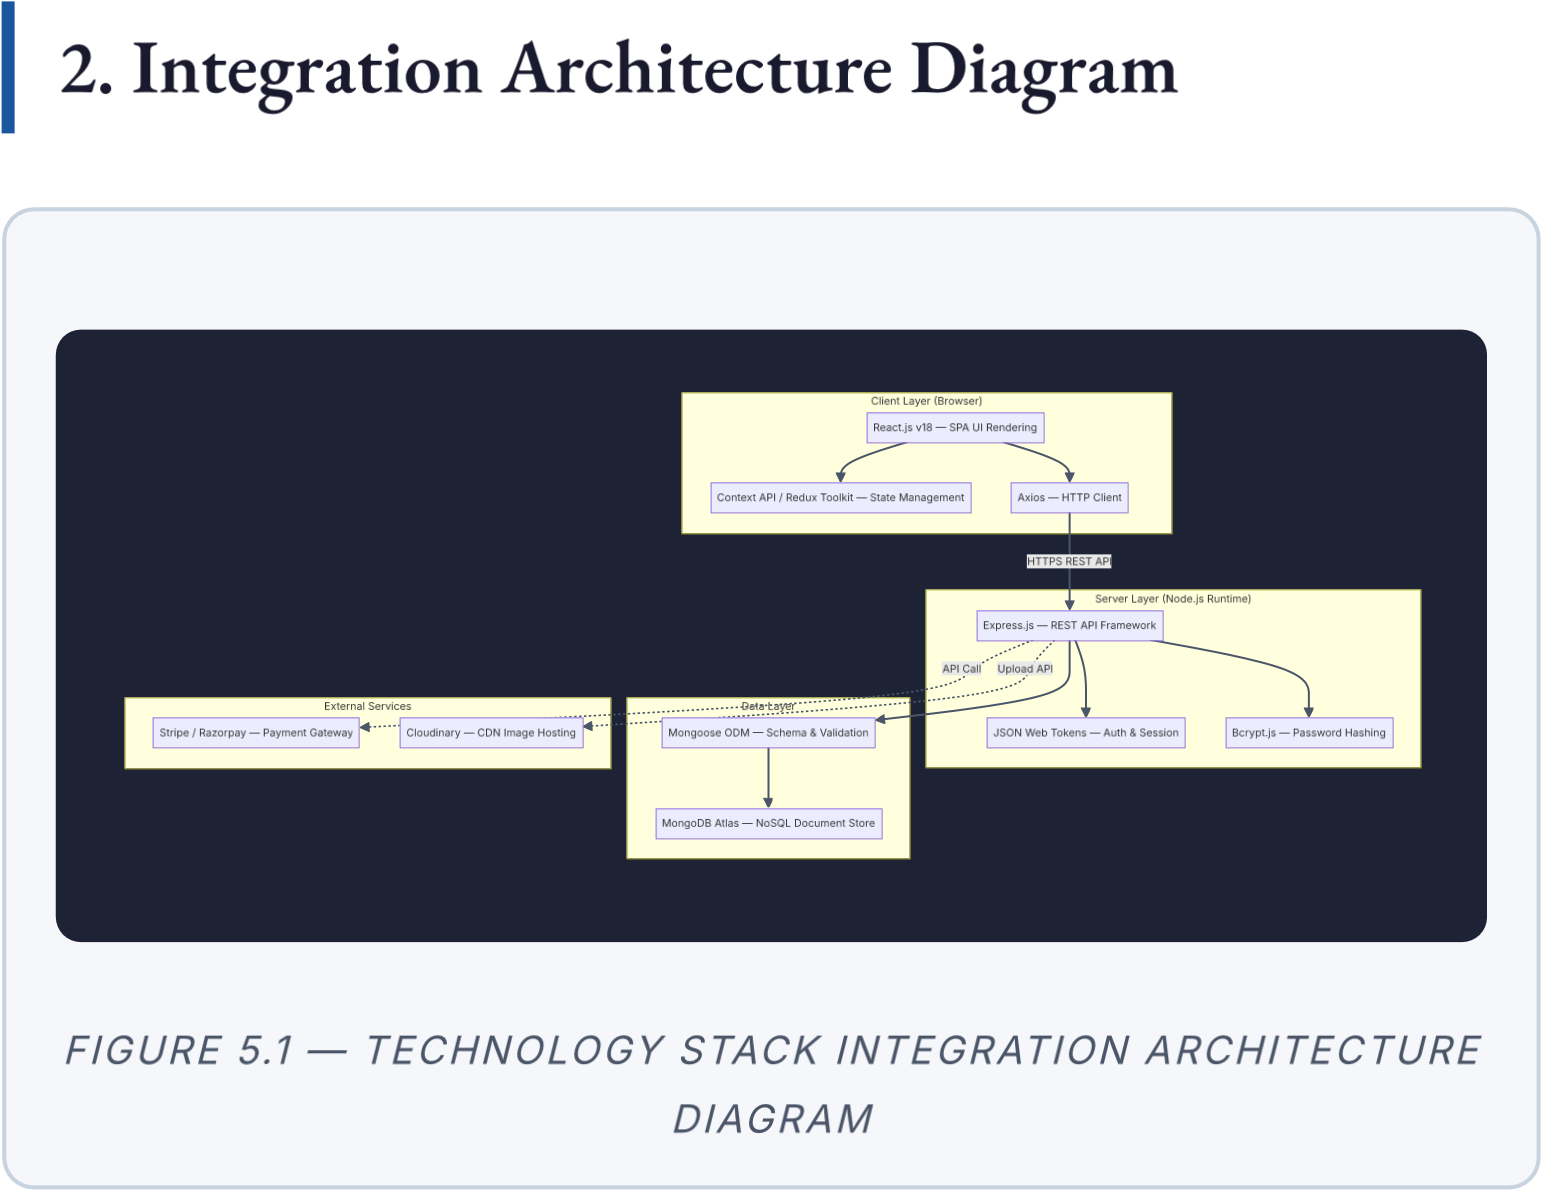 2. Integration Architecture Diagram
Client Layer (Browser)
React.js v18 — SPA UI Rendering
Context API / Redux Toolkit — State Management
Axios — HTTP Client
HTTPS REST API
Server Layer (Node.js Runtime)
Express.js — REST API Framework
API Call
Upload API
External Services
Data Layer
Stripe / Razorpay — Payment Gateway
Cloudinary — CDN Image Hosting
Mongoose ODM — Schema & Validation
JSON Web Tokens — Auth & Session
Bcrypt.js — Password Hashing
MongoDB Atlas — NoSQL Document Store
FIGURE 5.1 — TECHNOLOGY STACK INTEGRATION ARCHITECTURE
DIAGRAM